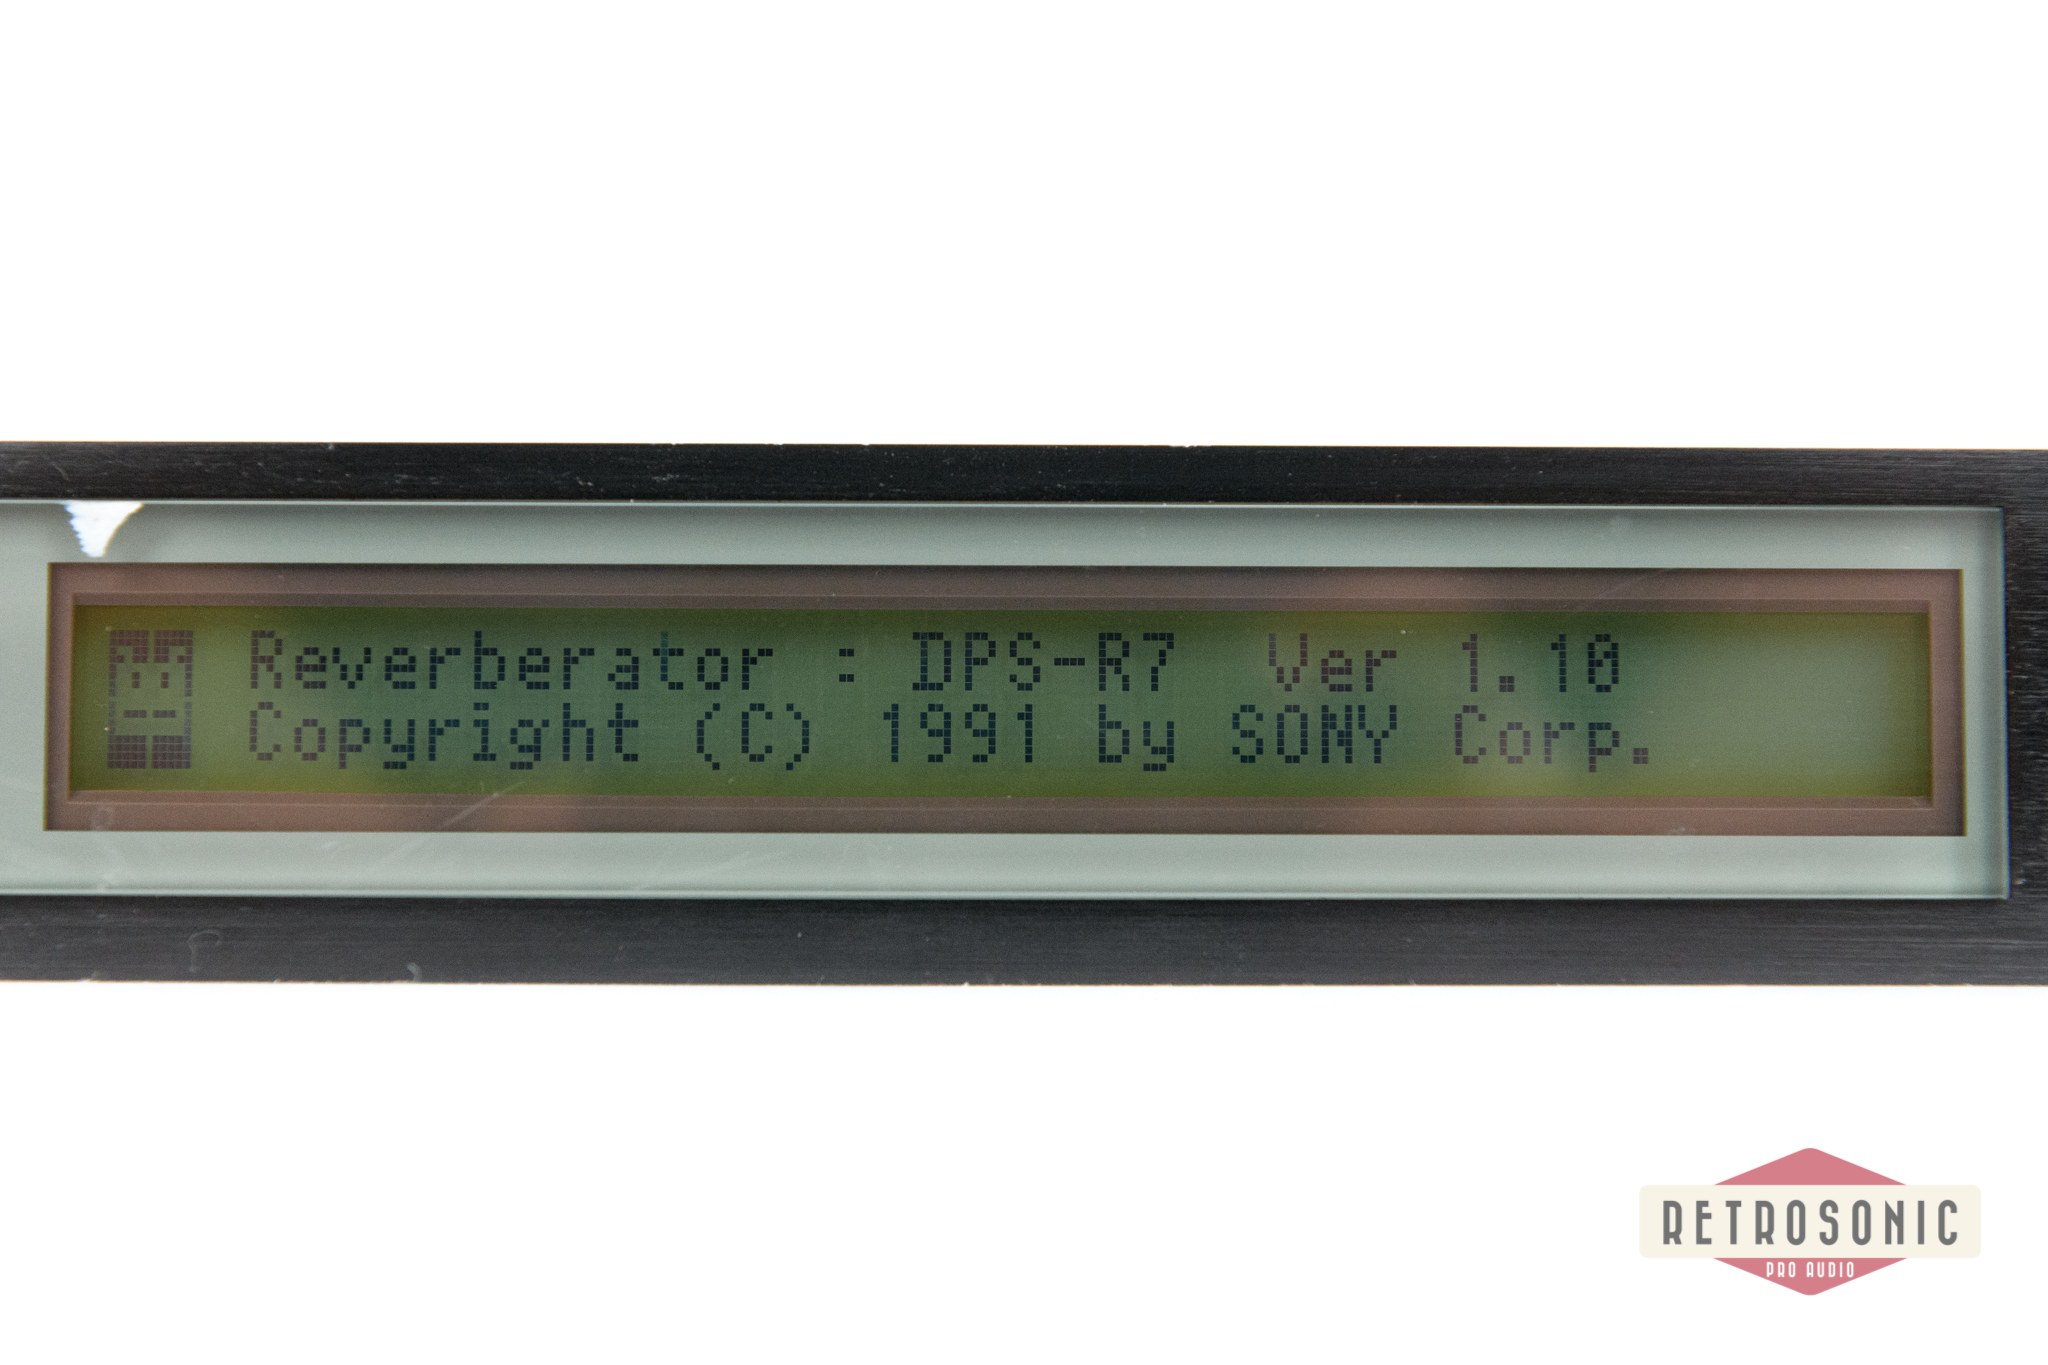 Reverberator : DPS-R7  Ver 1.10
Copyright (C) 1991 by SONY Corp.
RETROSONIC
PRO AUDIO